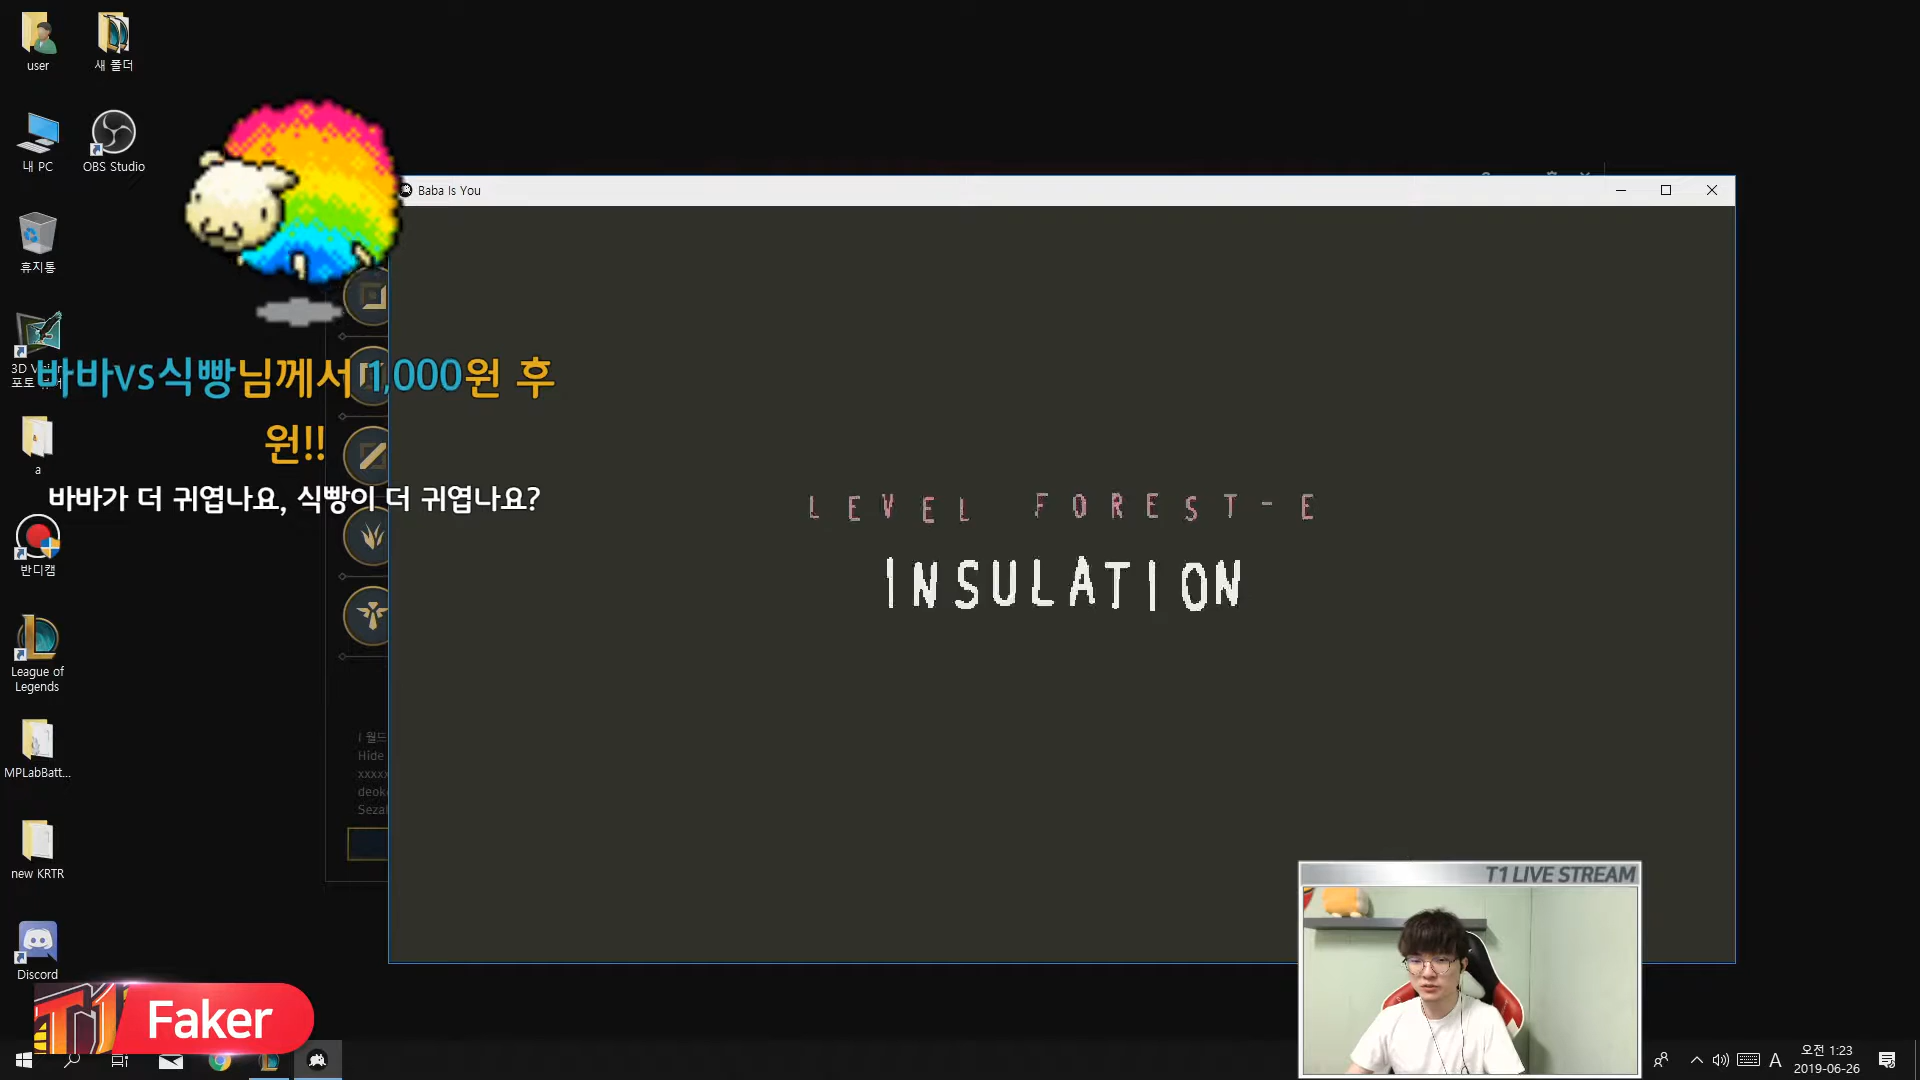 user
새 폴더
내 PC
OBS Studio
휴지통
Baba Is You
바바vs식빵님께서 1,000원 후
원!!
바바가 더 귀엽나요, 식빵이 더 귀엽나요?
a
반디캠
League of
Legends
Hide
MPLabBatt...
new KRTR
Discord
LEVEL FOREST-E
INSULATION
T1 LIVE STREAM
T1
Faker
A
오전 1:23
2019-06-26